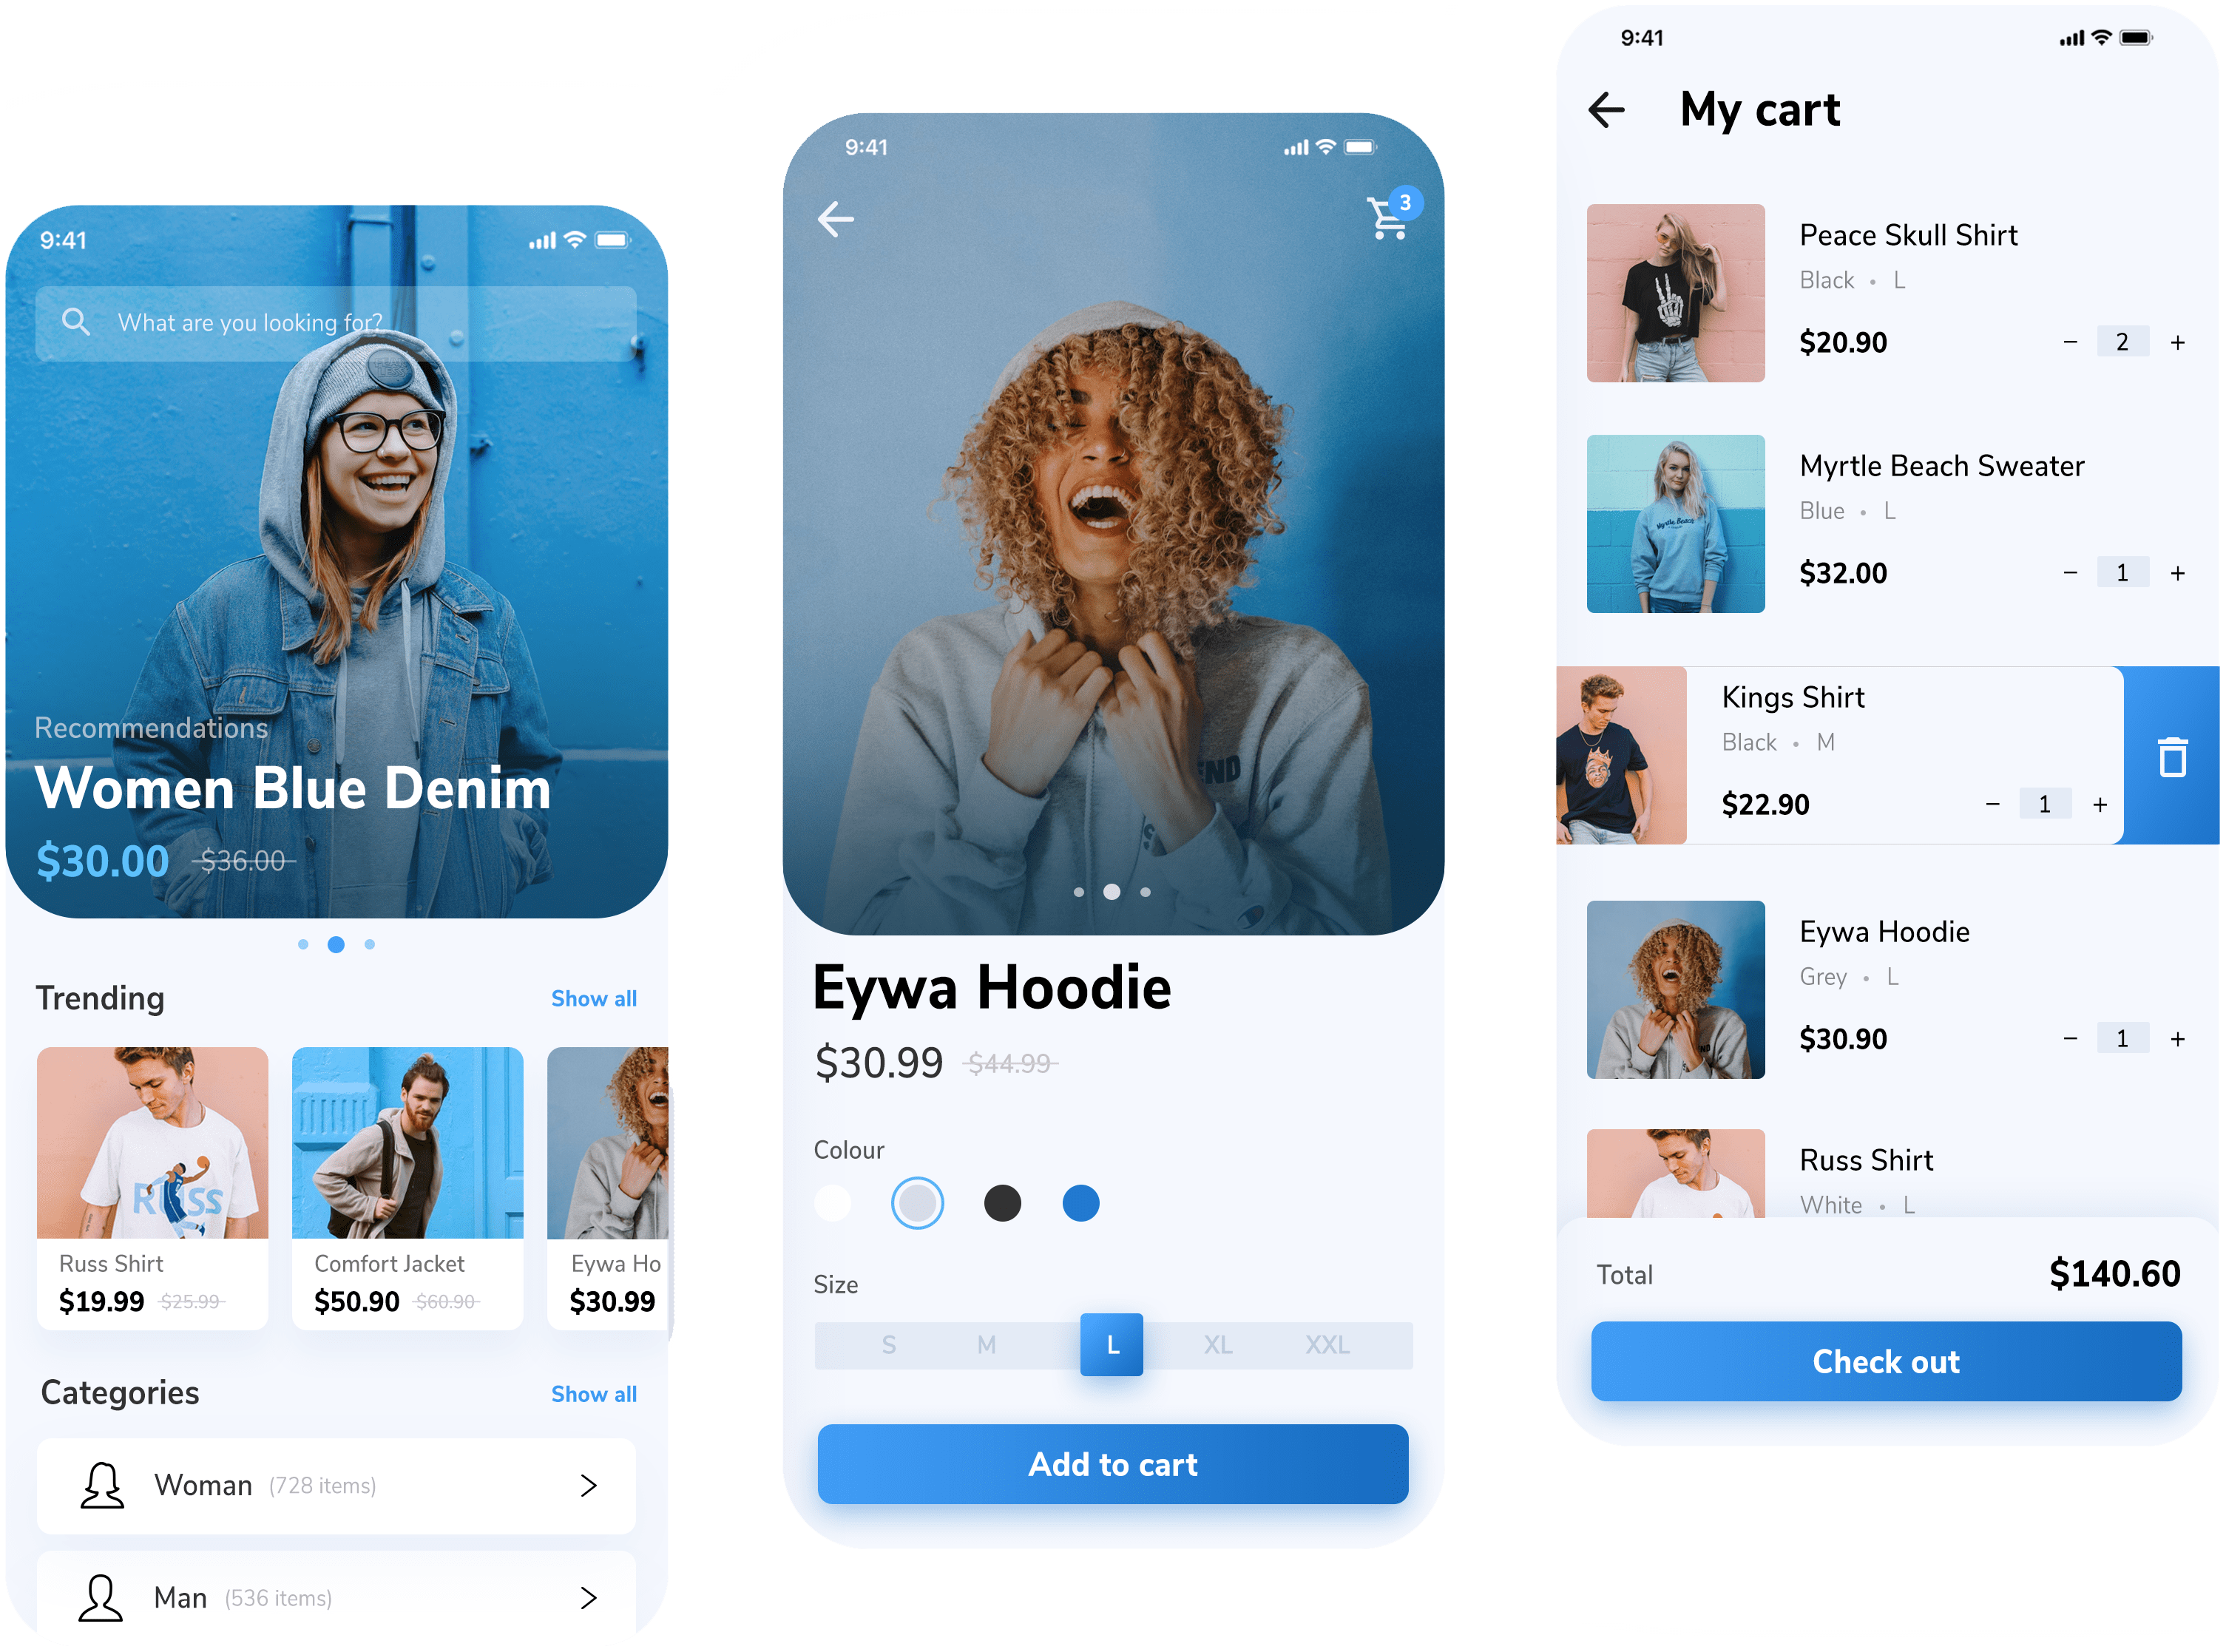 9:41
What are you looking for?
Recommendations
Women Blue Denim
$30.00 $36.00
Trending Show all
RUSS
Russ Shirt
$19.99 $25.99
Comfort Jacket
$50.90 $60.90
Eywa Ho
$30.99
Categories Show all
Woman (728 items)
Man (536 items)
9:41
3
Eywa Hoodie
$30.99 $44.99
Colour
Size
S M L XL XXL
Add to cart
9:41
My cart
Peace Skull Shirt
Black • L
$20.90 − 2 +
Myrtle Beach
Myrtle Beach Sweater
Blue • L
$32.00 − 1 +
Kings Shirt
Black • M
$22.90 − 1 +
Eywa Hoodie
Grey • L
$30.90 − 1 +
Russ Shirt
White • L
Total $140.60
Check out